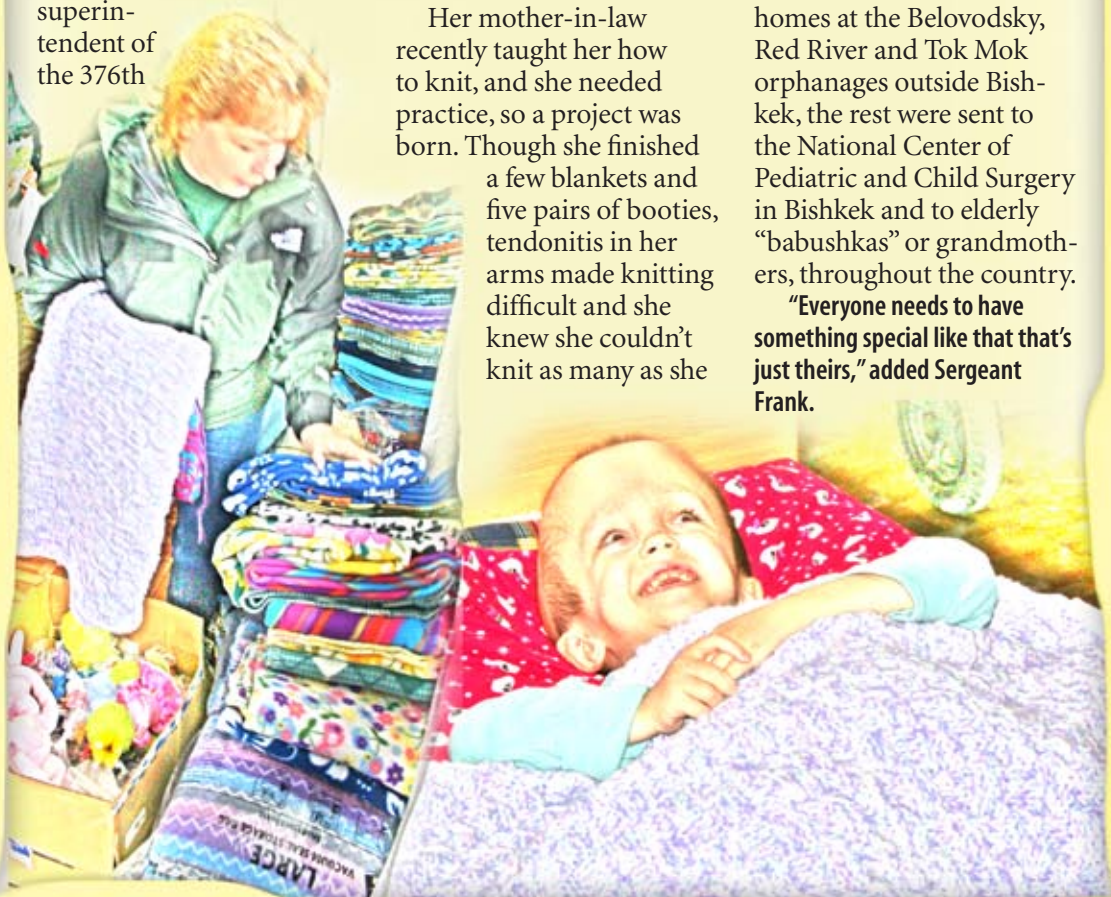 superin-
tendent of
the 376th
Her mother-in-law
recently taught her how
to knit, and she needed
practice, so a project was
born. Though she finished
a few blankets and
five pairs of booties,
tendonitis in her
arms made knitting
difficult and she
knew she couldn’t
knit as many as she
homes at the Belovodsky,
Red River and Tok Mok
orphanages outside Bish-
kek, the rest were sent to
the National Center of
Pediatric and Child Surgery
in Bishkek and to elderly
“babushkas” or grandmoth-
ers, throughout the country.
“Everyone needs to have
something special like that that’s
just theirs,” added Sergeant
Frank.
VACUUM SEAL STORAGE BAG
LARGE